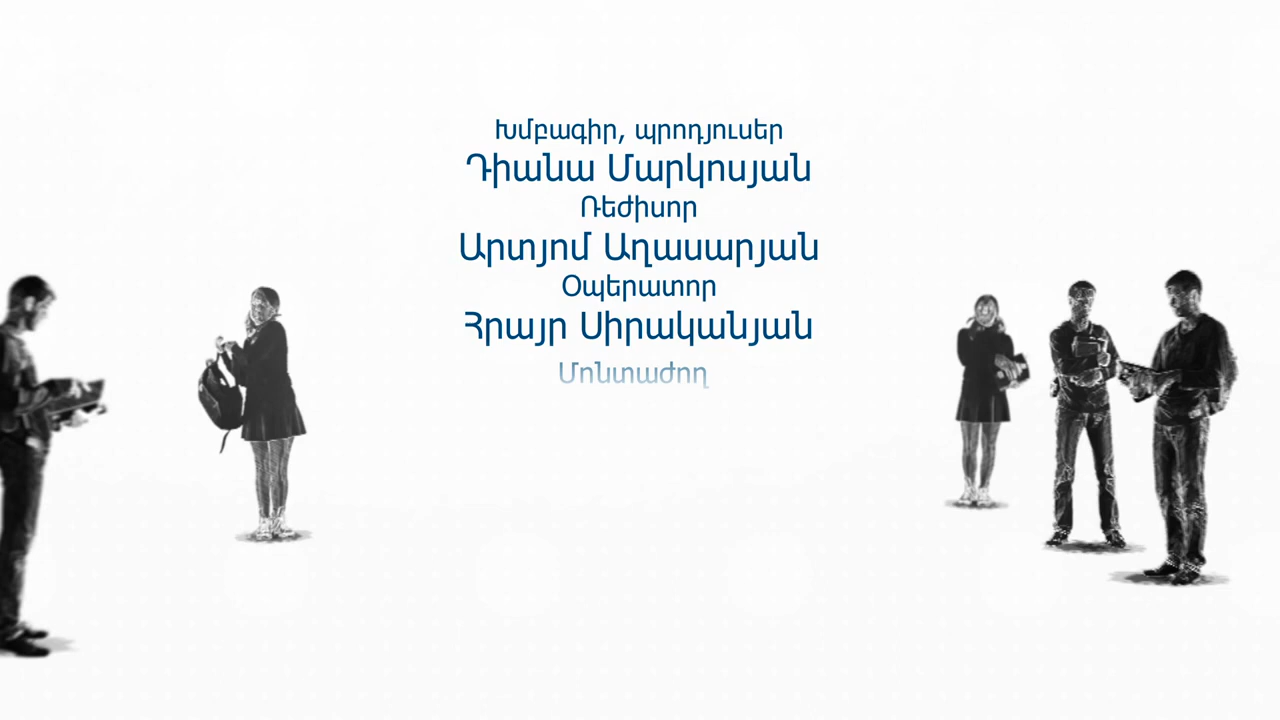 Խմբագիր, պրոդյուսեր
Դիանա Մարկոսյան
Ռեժիսոր
Արտյոմ Աղասարյան
Օպերատոր
Հրայր Սիրականյան
Մոնտաժող